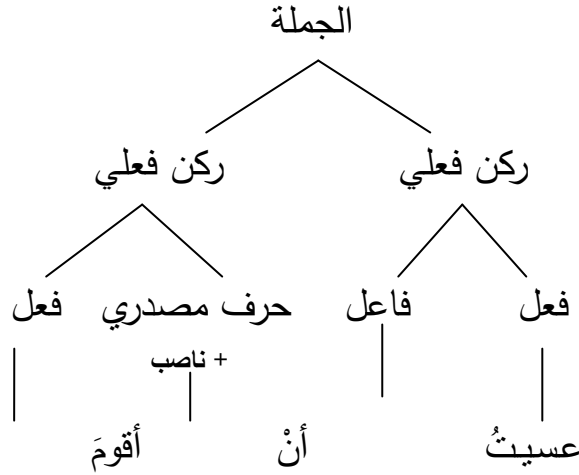 الجملة
ركن فعلي ركن فعلي
فعل فاعل حرف مصدري فعل
+ ناصب
عسيتُ أنْ أقومَ